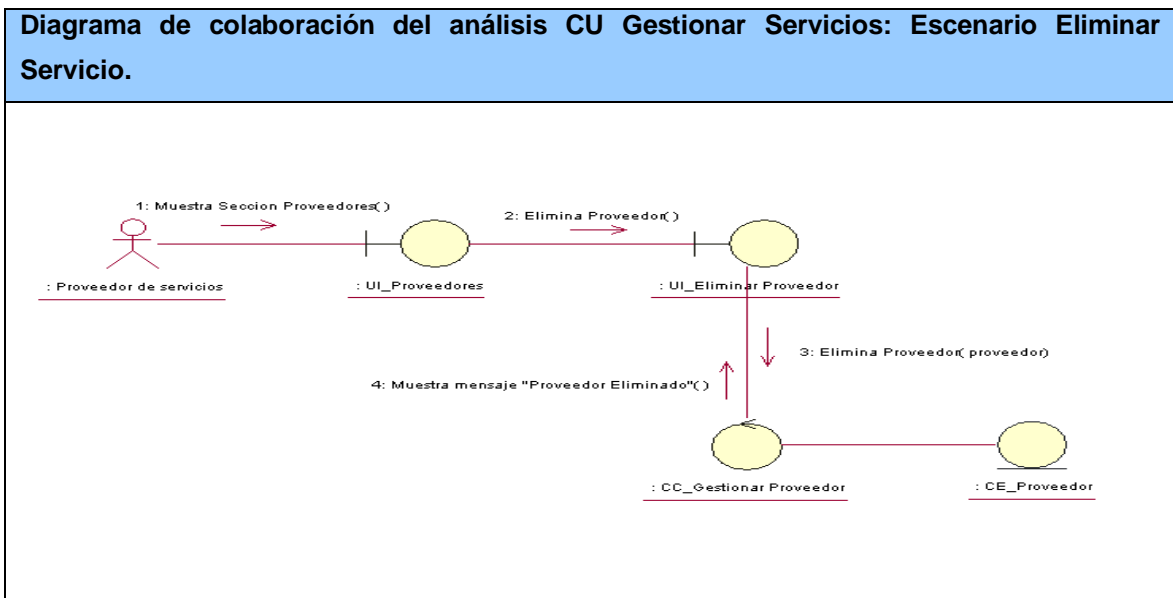 Diagrama de colaboración del análisis CU Gestionar Servicios: Escenario Eliminar
Servicio.
1: Muestra Seccion Proveedores( )
2: Elimina Proveedor( )
: Proveedor de servicios
: UI_Proveedores
: UI_Eliminar Proveedor
3: Elimina Proveedor( proveedor)
4: Muestra mensaje "Proveedor Eliminado"( )
: CC_Gestionar Proveedor
: CE_Proveedor